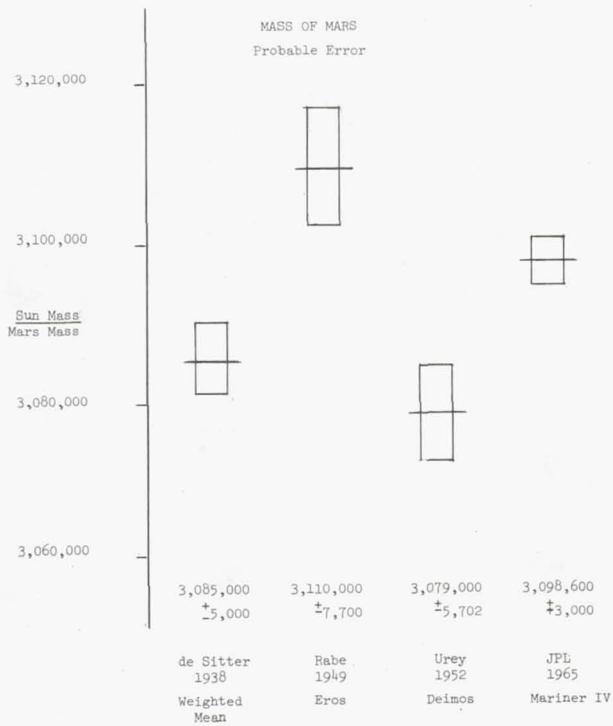 MASS OF MARS
Probable Error
3,120,000
3,100,000
Sun Mass
Mars Mass
3,080,000
3,060,000
3,085,000 3,110,000 3,079,000 3,098,600
±5,000 ±7,700 ±5,702 ±3,000
de Sitter Rabe Urey JPL
1938 1949 1952 1965
Weighted Eros Deimos Mariner IV
Mean